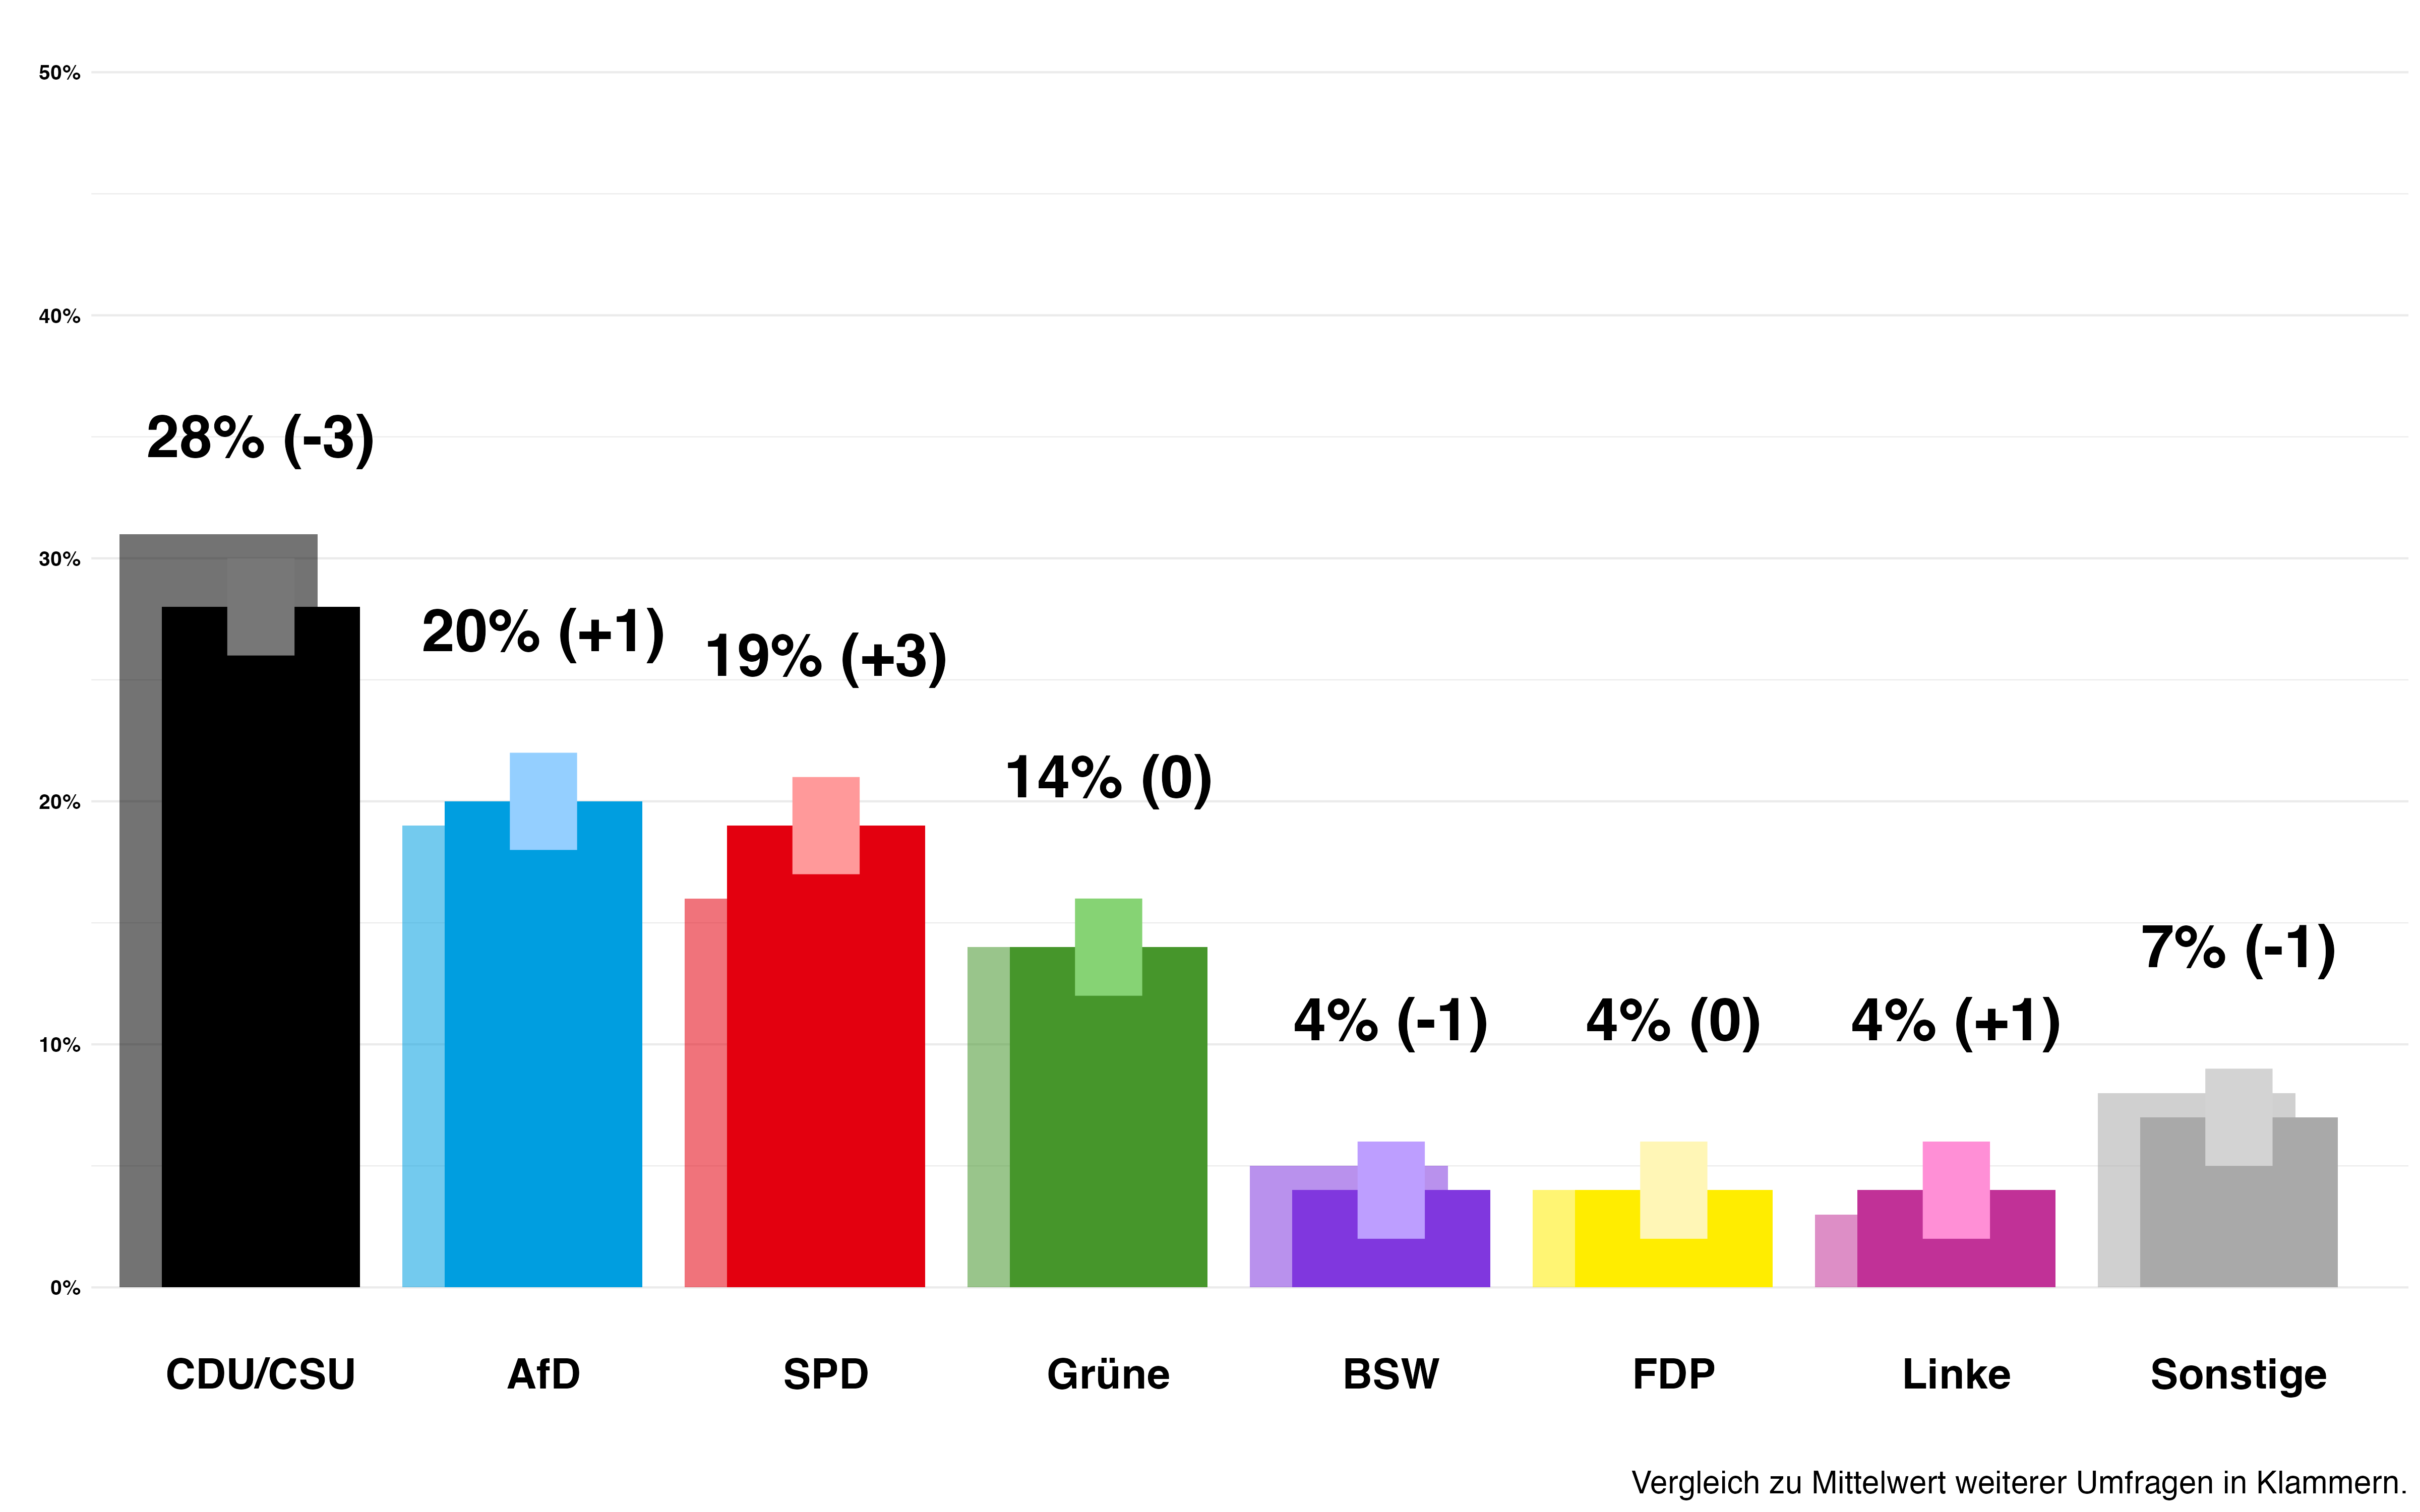 50%
40%
30%
20%
10%
0%
28% (-3)
20% (+1)
19% (+3)
14% (0)
4% (-1)
4% (0)
4% (+1)
7% (-1)
CDU/CSU
AfD
SPD
Grüne
BSW
FDP
Linke
Sonstige
Vergleich zu Mittelwert weiterer Umfragen in Klammern.